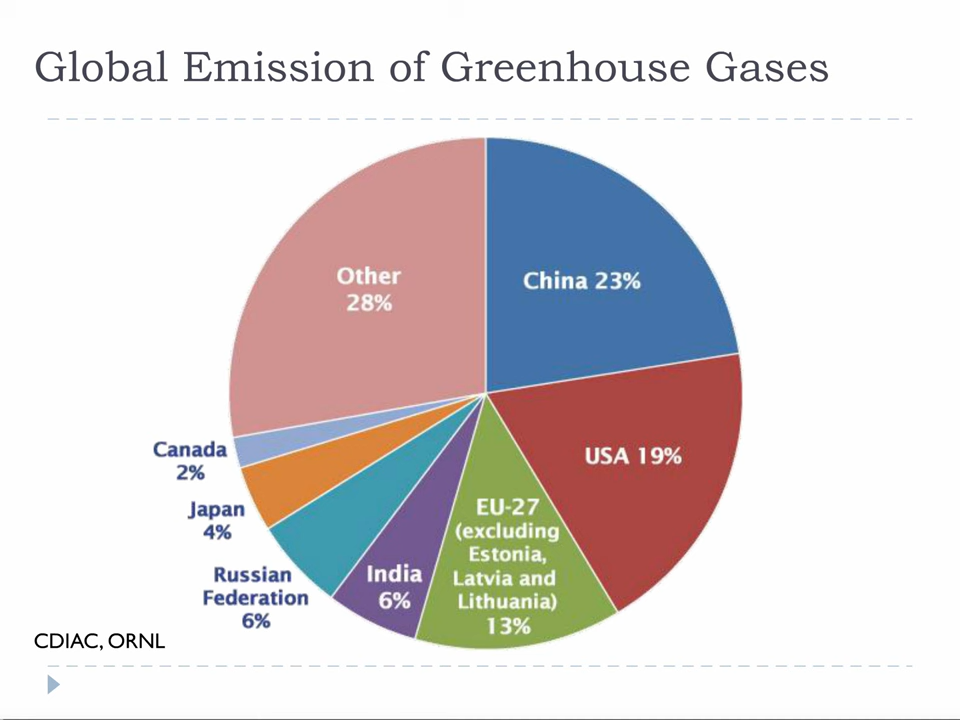 Global Emission of Greenhouse Gases
Other
28%
China 23%
USA 19%
EU-27
(excluding
Estonia,
Latvia and
Lithuania)
13%
India
6%
Russian
Federation
6%
Japan
4%
Canada
2%
CDIAC, ORNL